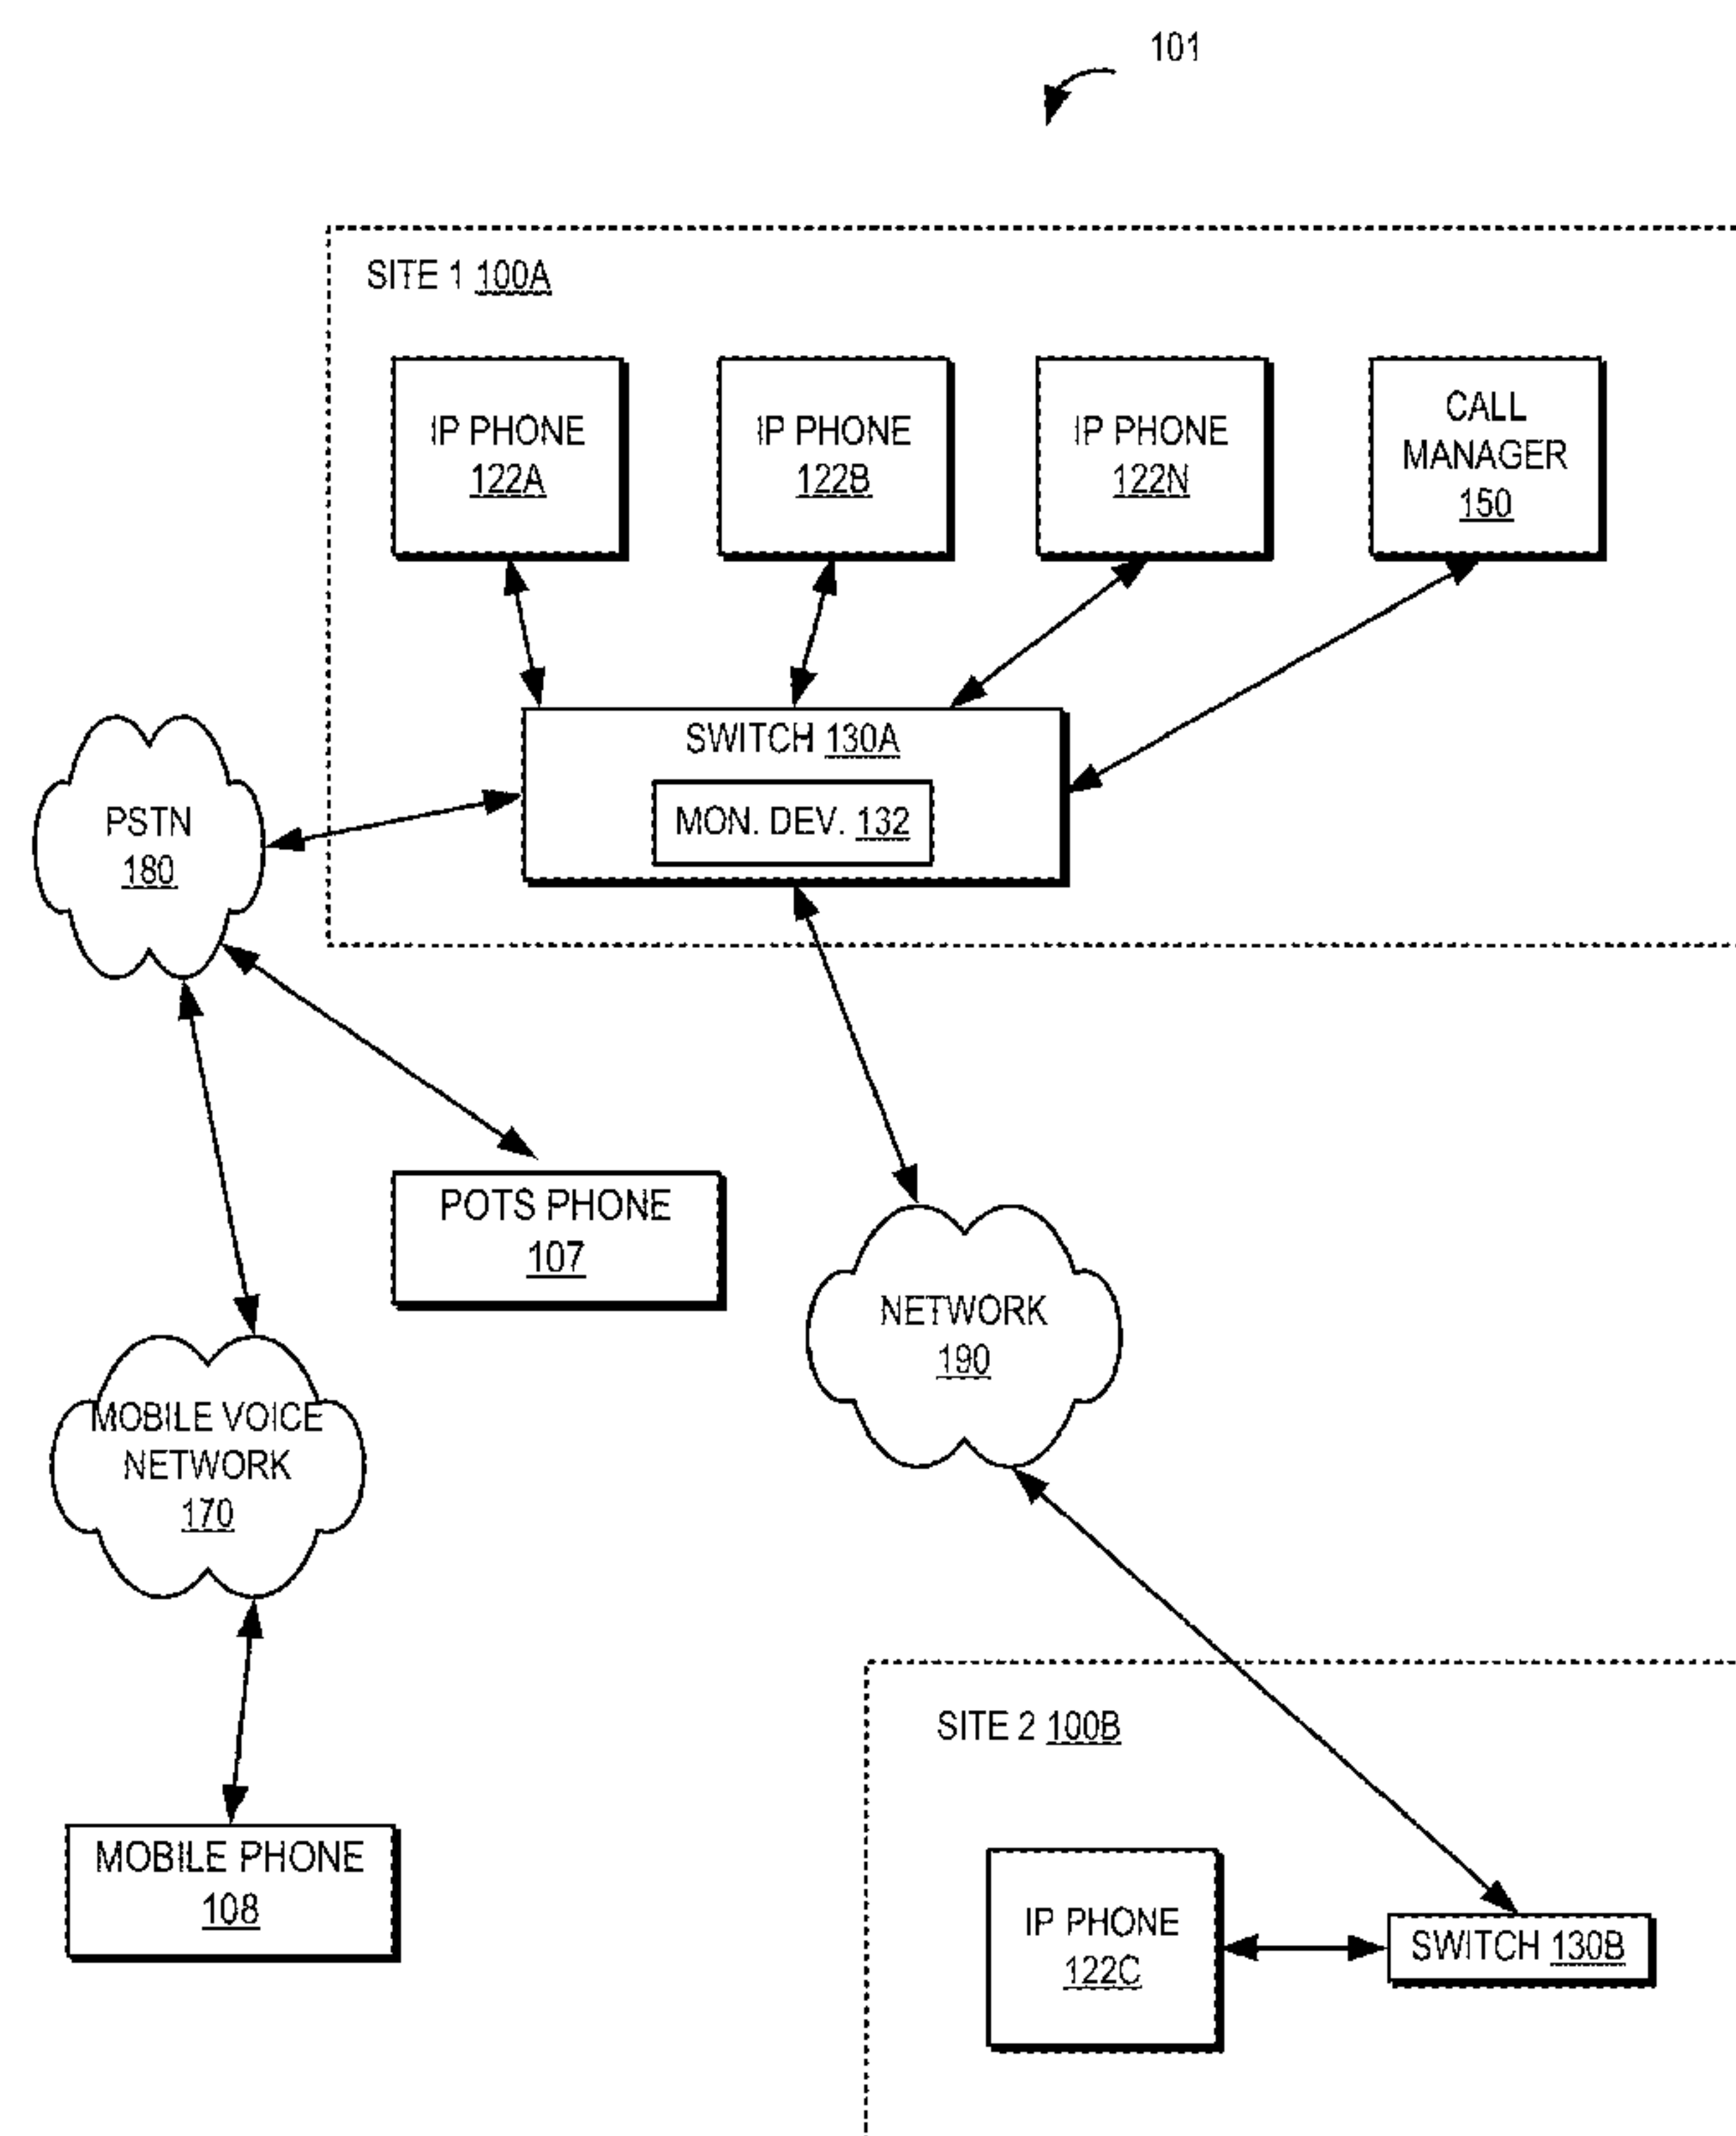 101
SITE 1 100A
IP PHONE
122A
IP PHONE
122B
IP PHONE
122N
CALL
MANAGER
150
SWITCH 130A
MON. DEV. 132
PSTN
180
POTS PHONE
107
NETWORK
190
MOBILE VOICE
NETWORK
170
SITE 2 100B
MOBILE PHONE
108
IP PHONE
122C
SWITCH 130B